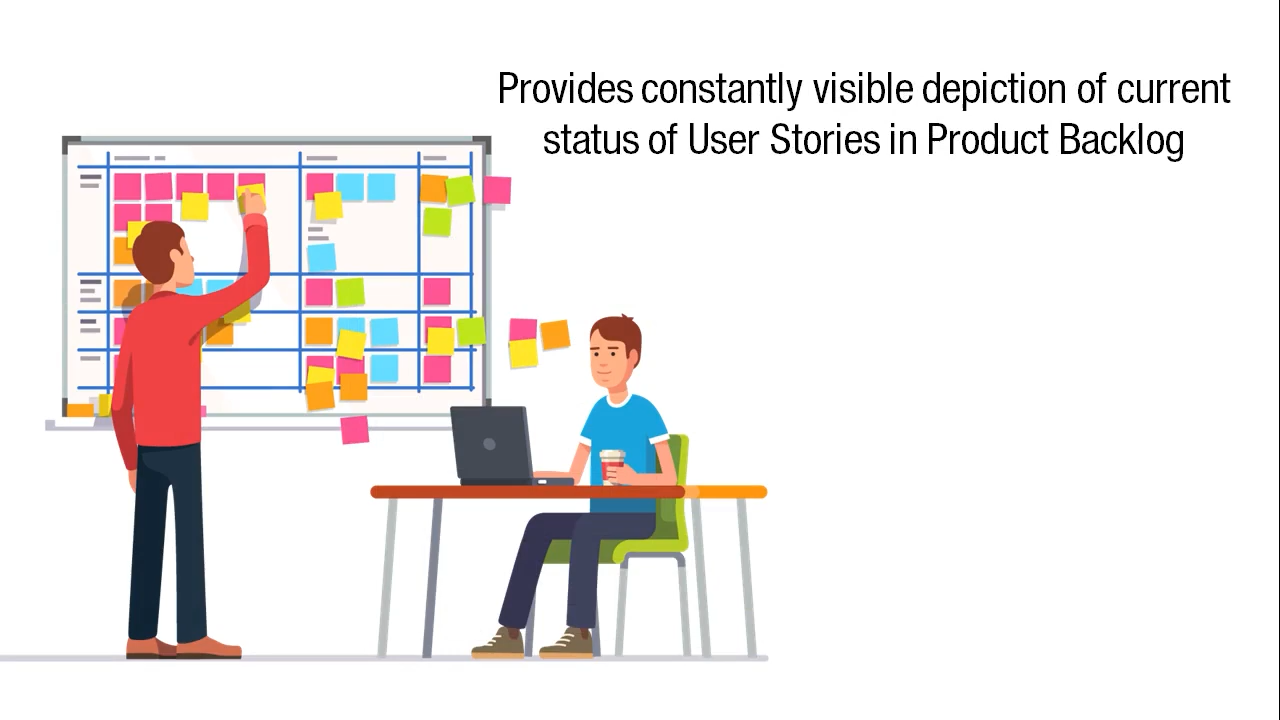 Provides constantly visible depiction of current
status of User Stories in Product Backlog